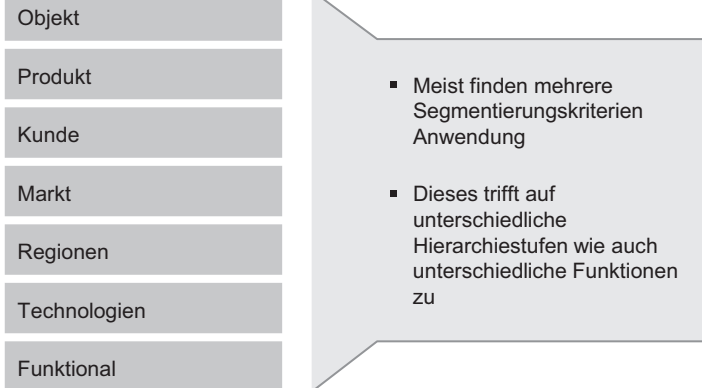 Objekt
Produkt
Kunde
Markt
Regionen
Technologien
Funktional
▪ Meist finden mehrere
Segmentierungskriterien
Anwendung
▪ Dieses trifft auf
unterschiedliche
Hierarchiestufen wie auch
unterschiedliche Funktionen
zu